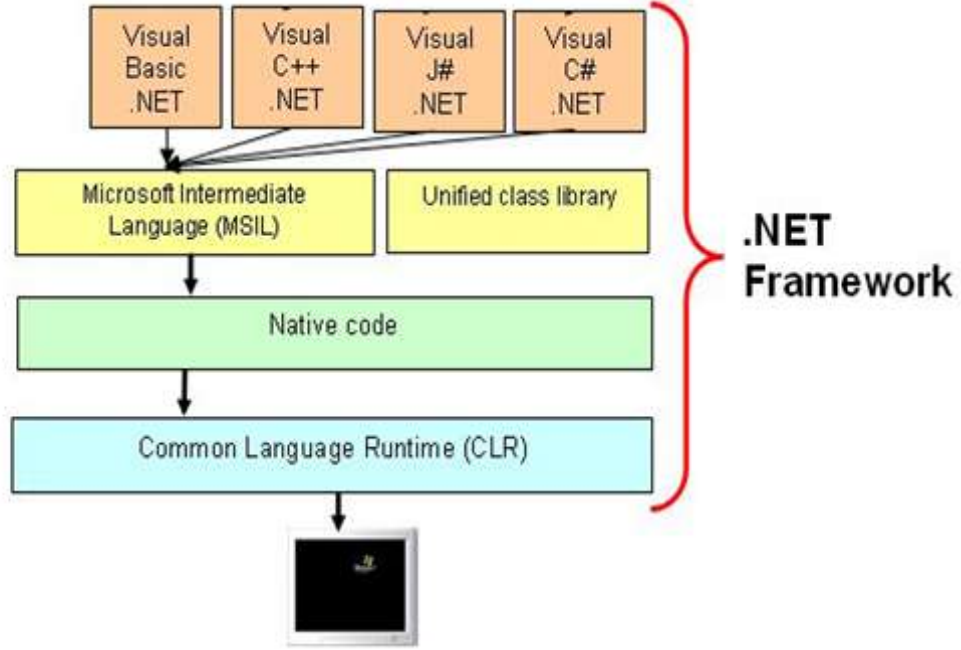 Visual
Basic
.NET
Visual
C++
.NET
Visual
J#
.NET
Visual
C#
.NET
Microsoft Intermediate
Language (MSIL)
Unified class library
.NET
Framework
Native code
Common Language Runtime (CLR)